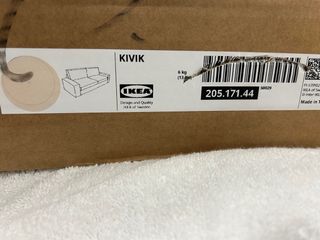 KIVIK
IKEA
Design and Quality
IKEA of Sweden
6 kg
205.171.44
Made in